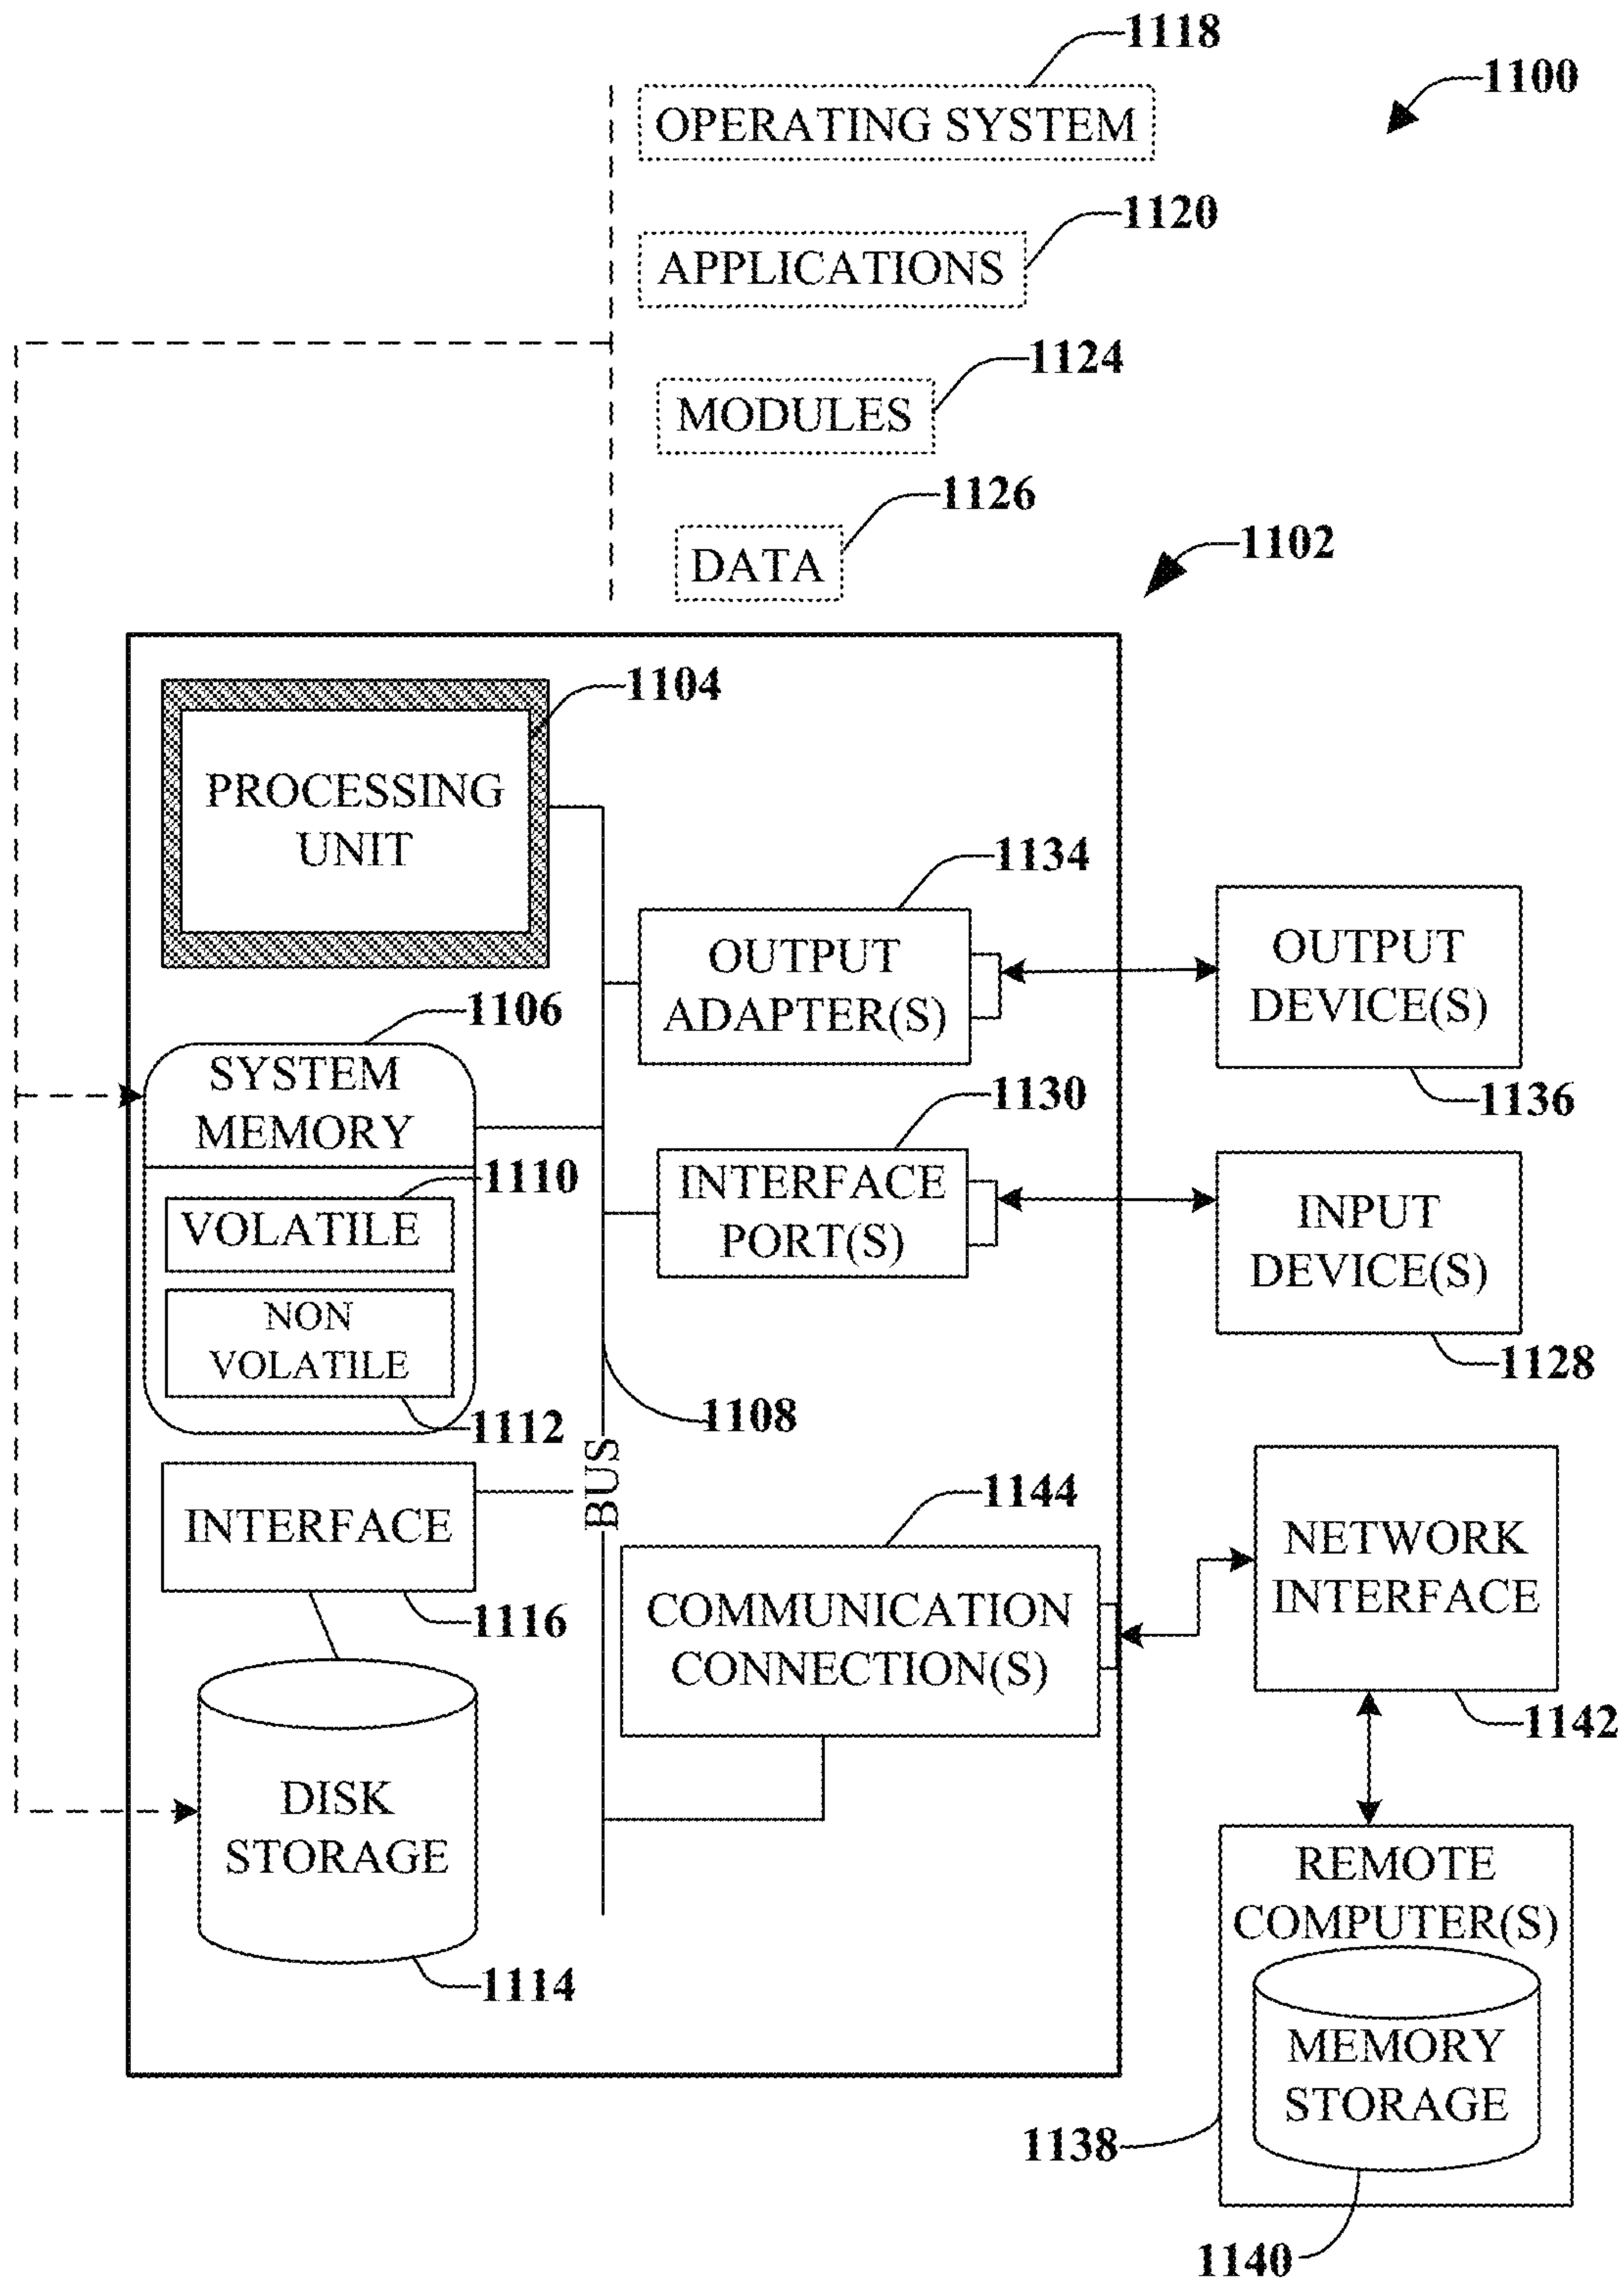 1118
1100
OPERATING SYSTEM
1120
APPLICATIONS
1124
MODULES
1126
DATA
1102
1104
PROCESSING
UNIT
1134
OUTPUT
ADAPTER(S)
OUTPUT
DEVICE(S)
1136
1106
SYSTEM
MEMORY
1110
VOLATILE
NON
VOLATILE
1112
1130
INTERFACE
PORT(S)
INPUT
DEVICE(S)
1128
1108
BUS
INTERFACE
1116
1144
COMMUNICATION
CONNECTION(S)
NETWORK
INTERFACE
1142
DISK
STORAGE
1114
REMOTE
COMPUTER(S)
MEMORY
STORAGE
1138
1140